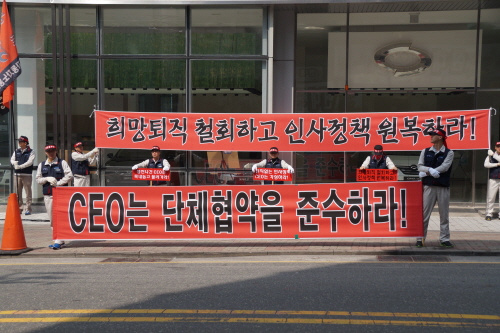 희망퇴직 철회하고 인사정책 원복하라!
CEO는 단체협약을 준수하라!